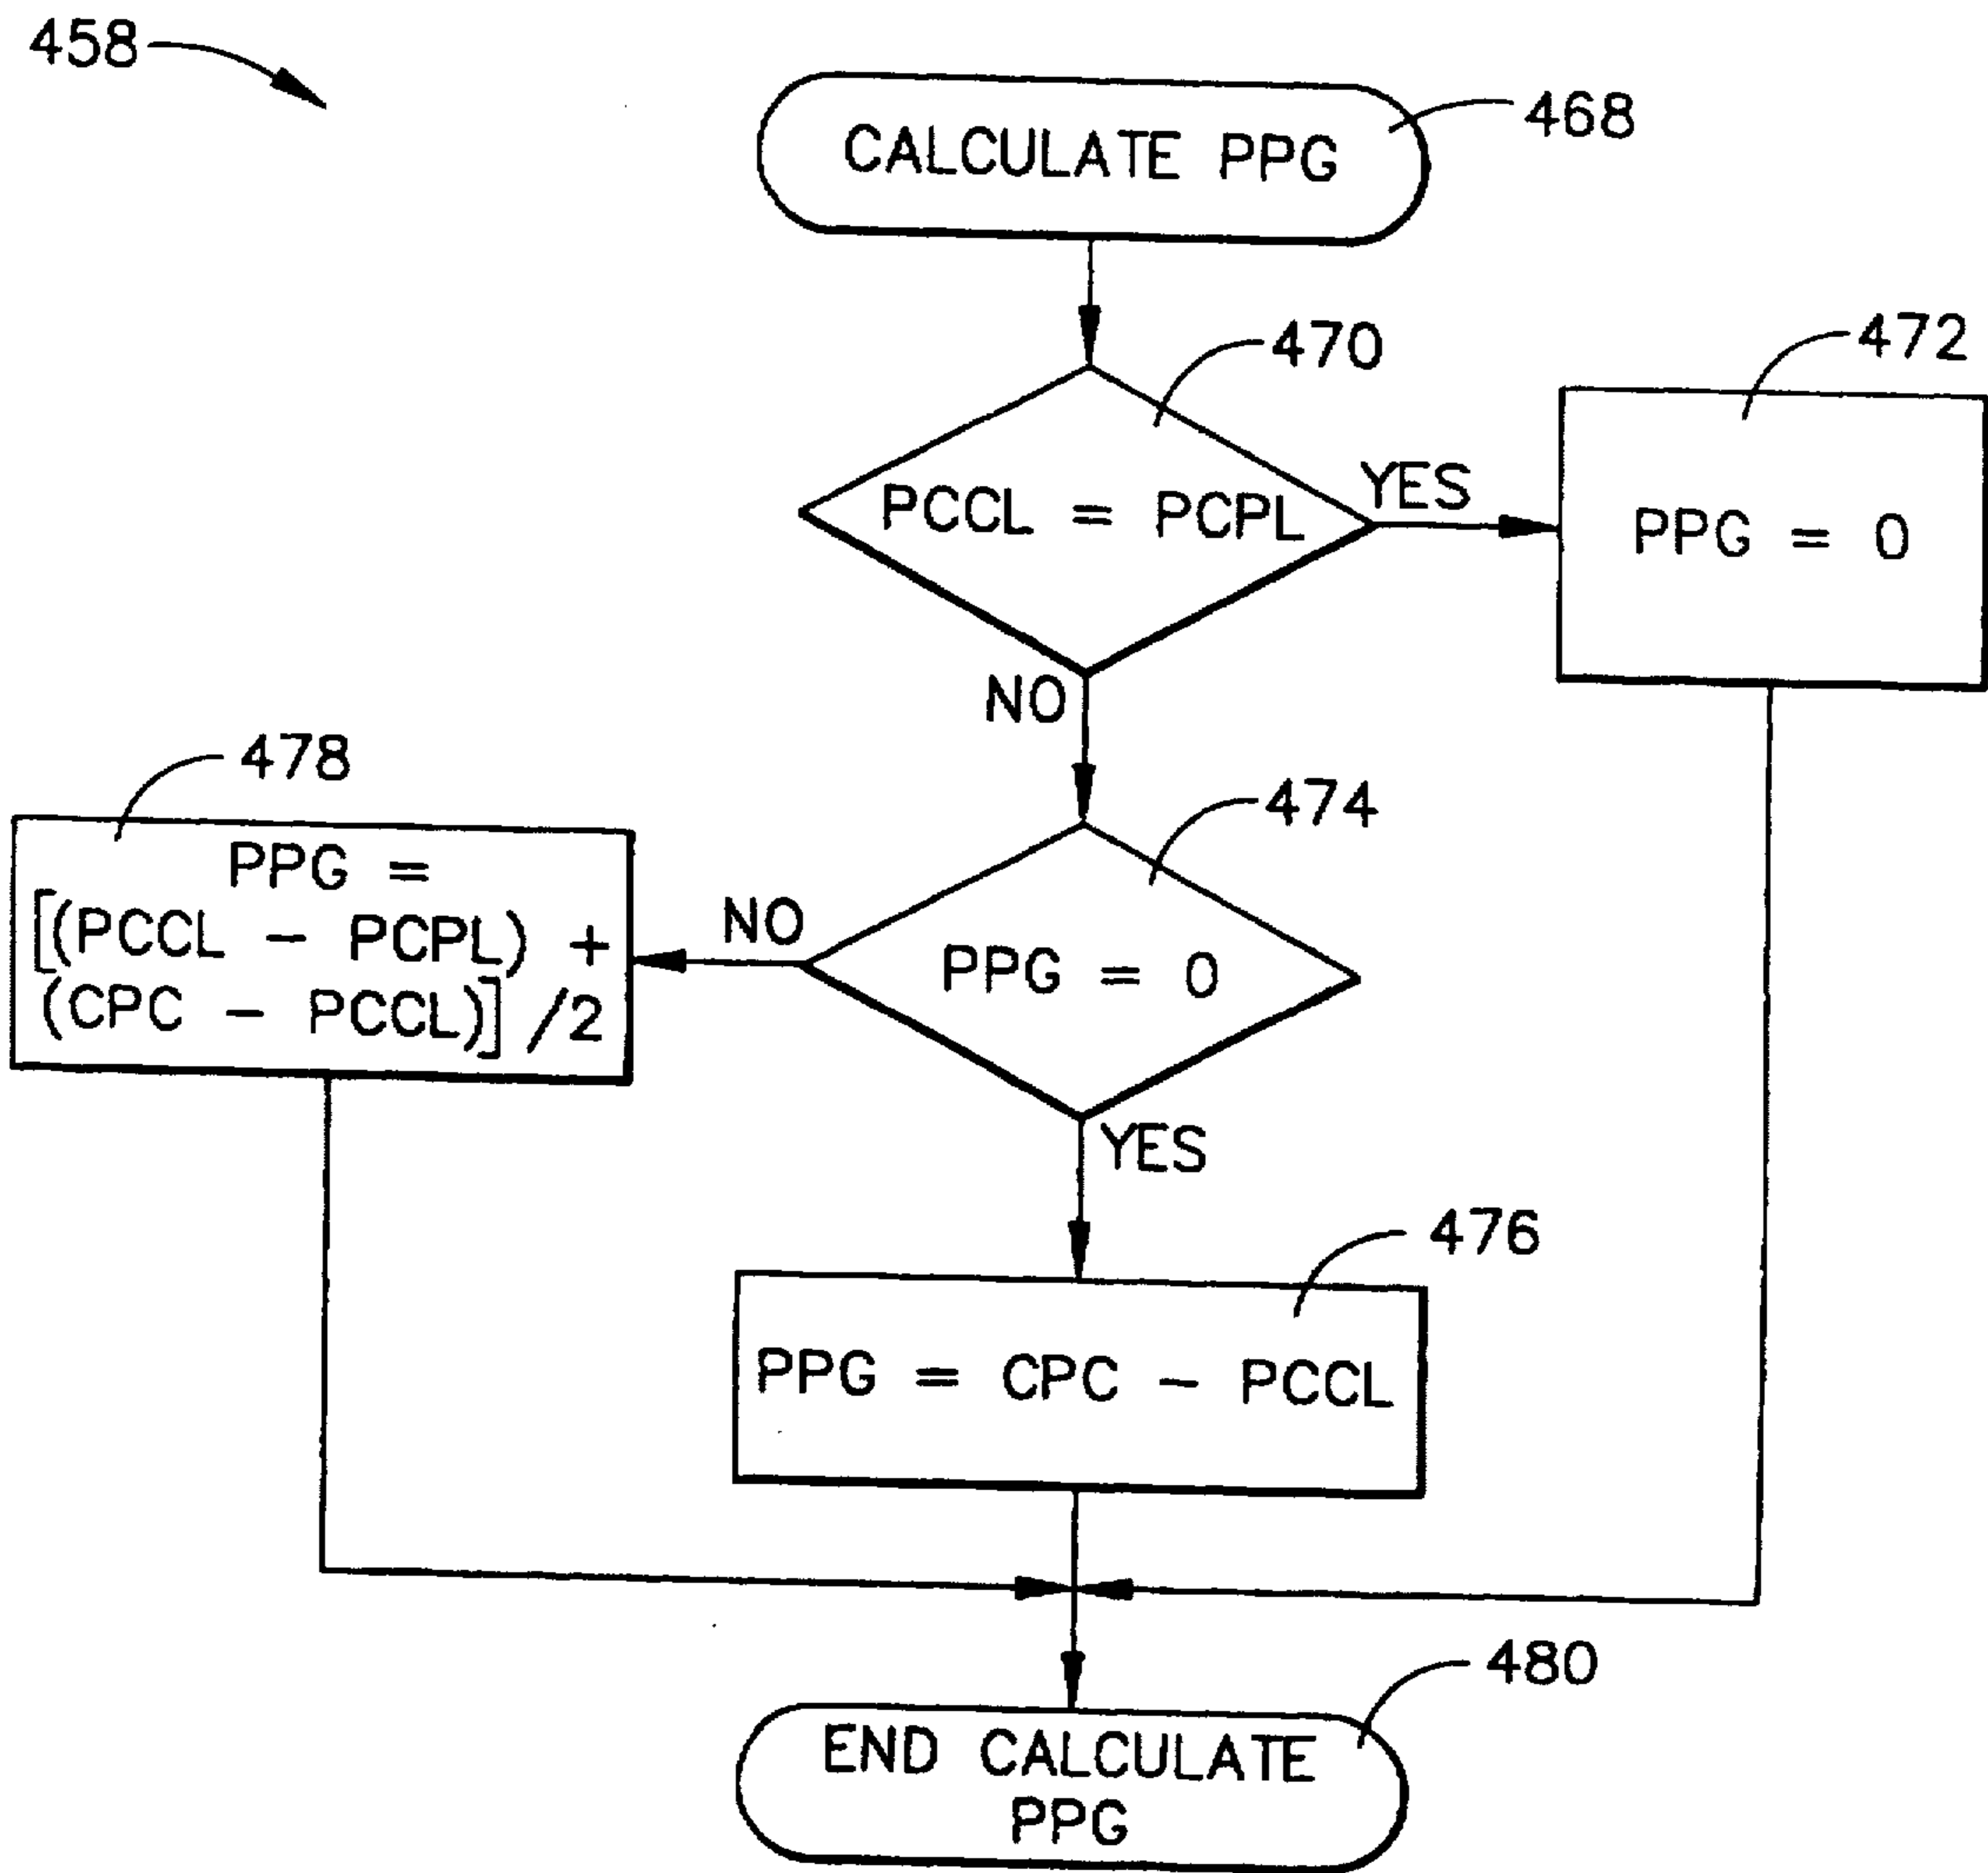 458
CALCULATE PPG
468
470
472
PCCL = PCPL
YES
PPG = 0
NO
478
474
PPG =
[(PCCL - PCPL) +
(CPC - PCCL)] /2
NO
PPG = 0
YES
476
PPG = CPC - PCCL
480
END CALCULATE
PPG